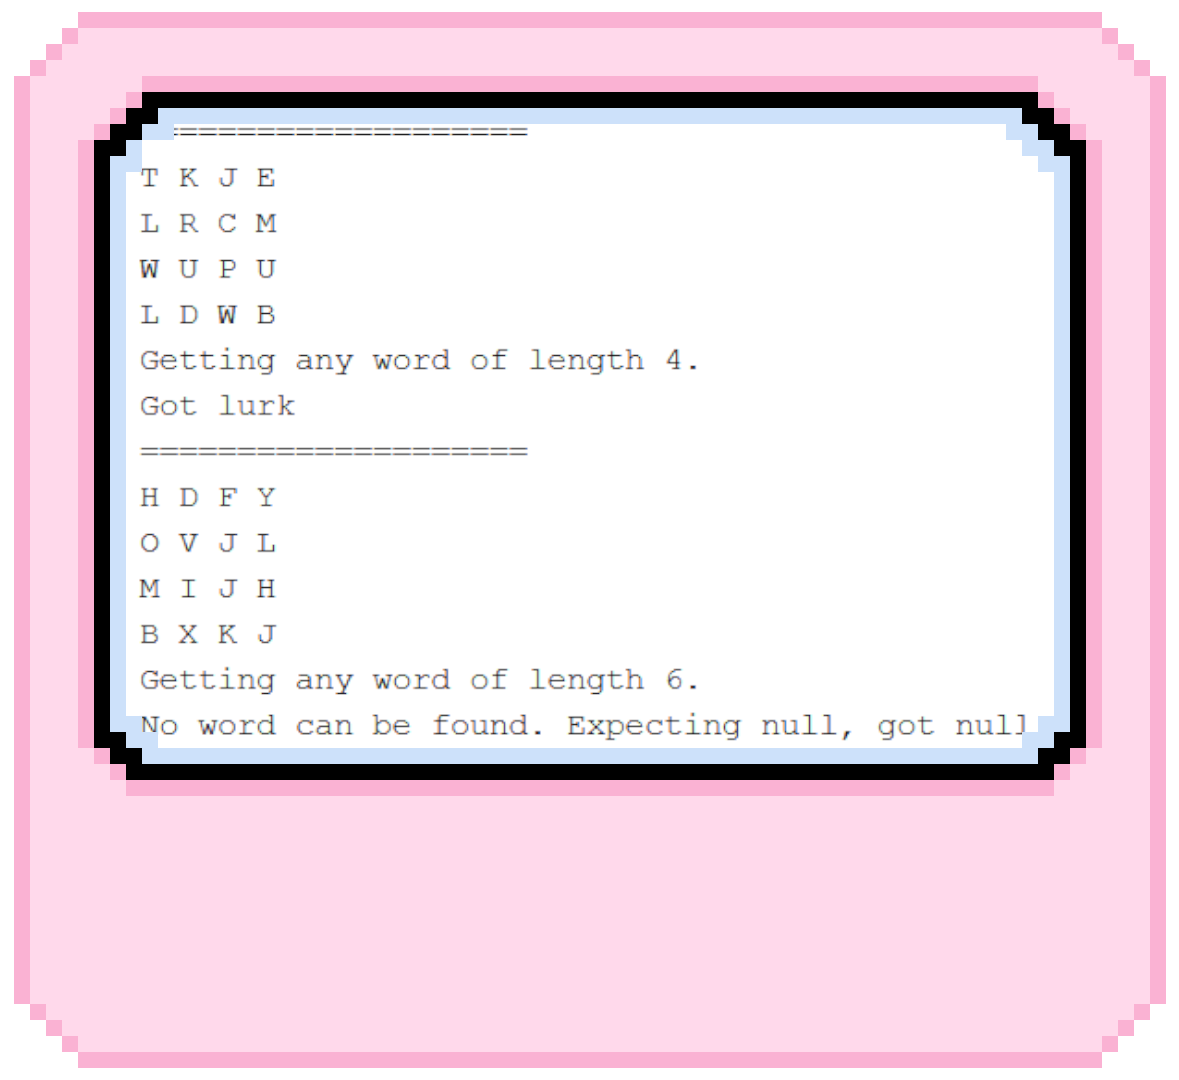 ====================
T K J E
L R C M
W U P U
L D W B
Getting any word of length 4.
Got lurk
====================
H D F Y
O V J L
M I J H
B X K J
Getting any word of length 6.
No word can be found. Expecting null, got null